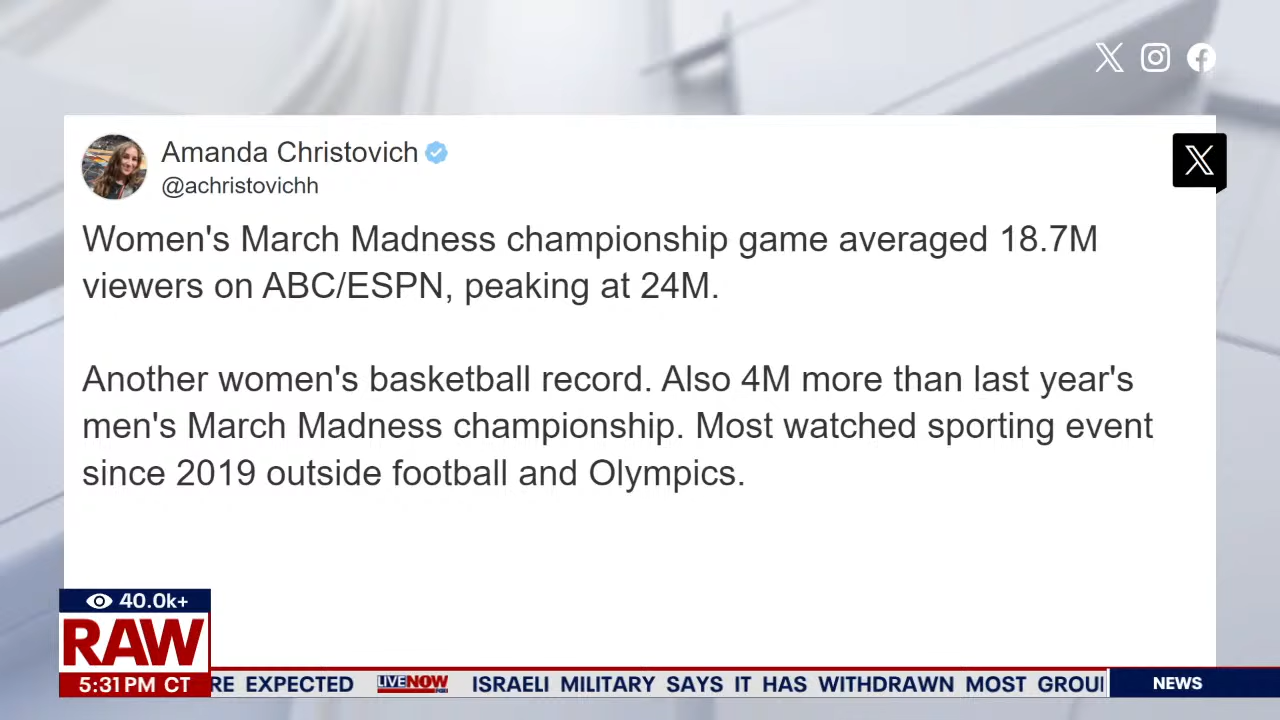 Amanda Christovich
@achristovichh
Women's March Madness championship game averaged 18.7M
viewers on ABC/ESPN, peaking at 24M.
Another women's basketball record. Also 4M more than last year's
men's March Madness championship. Most watched sporting event
since 2019 outside football and Olympics.
40.0k+
RAW
5:31 PM CT
RE EXPECTED LIVENOW FOX ISRAELI MILITARY SAYS IT HAS WITHDRAWN MOST GROU
NEWS